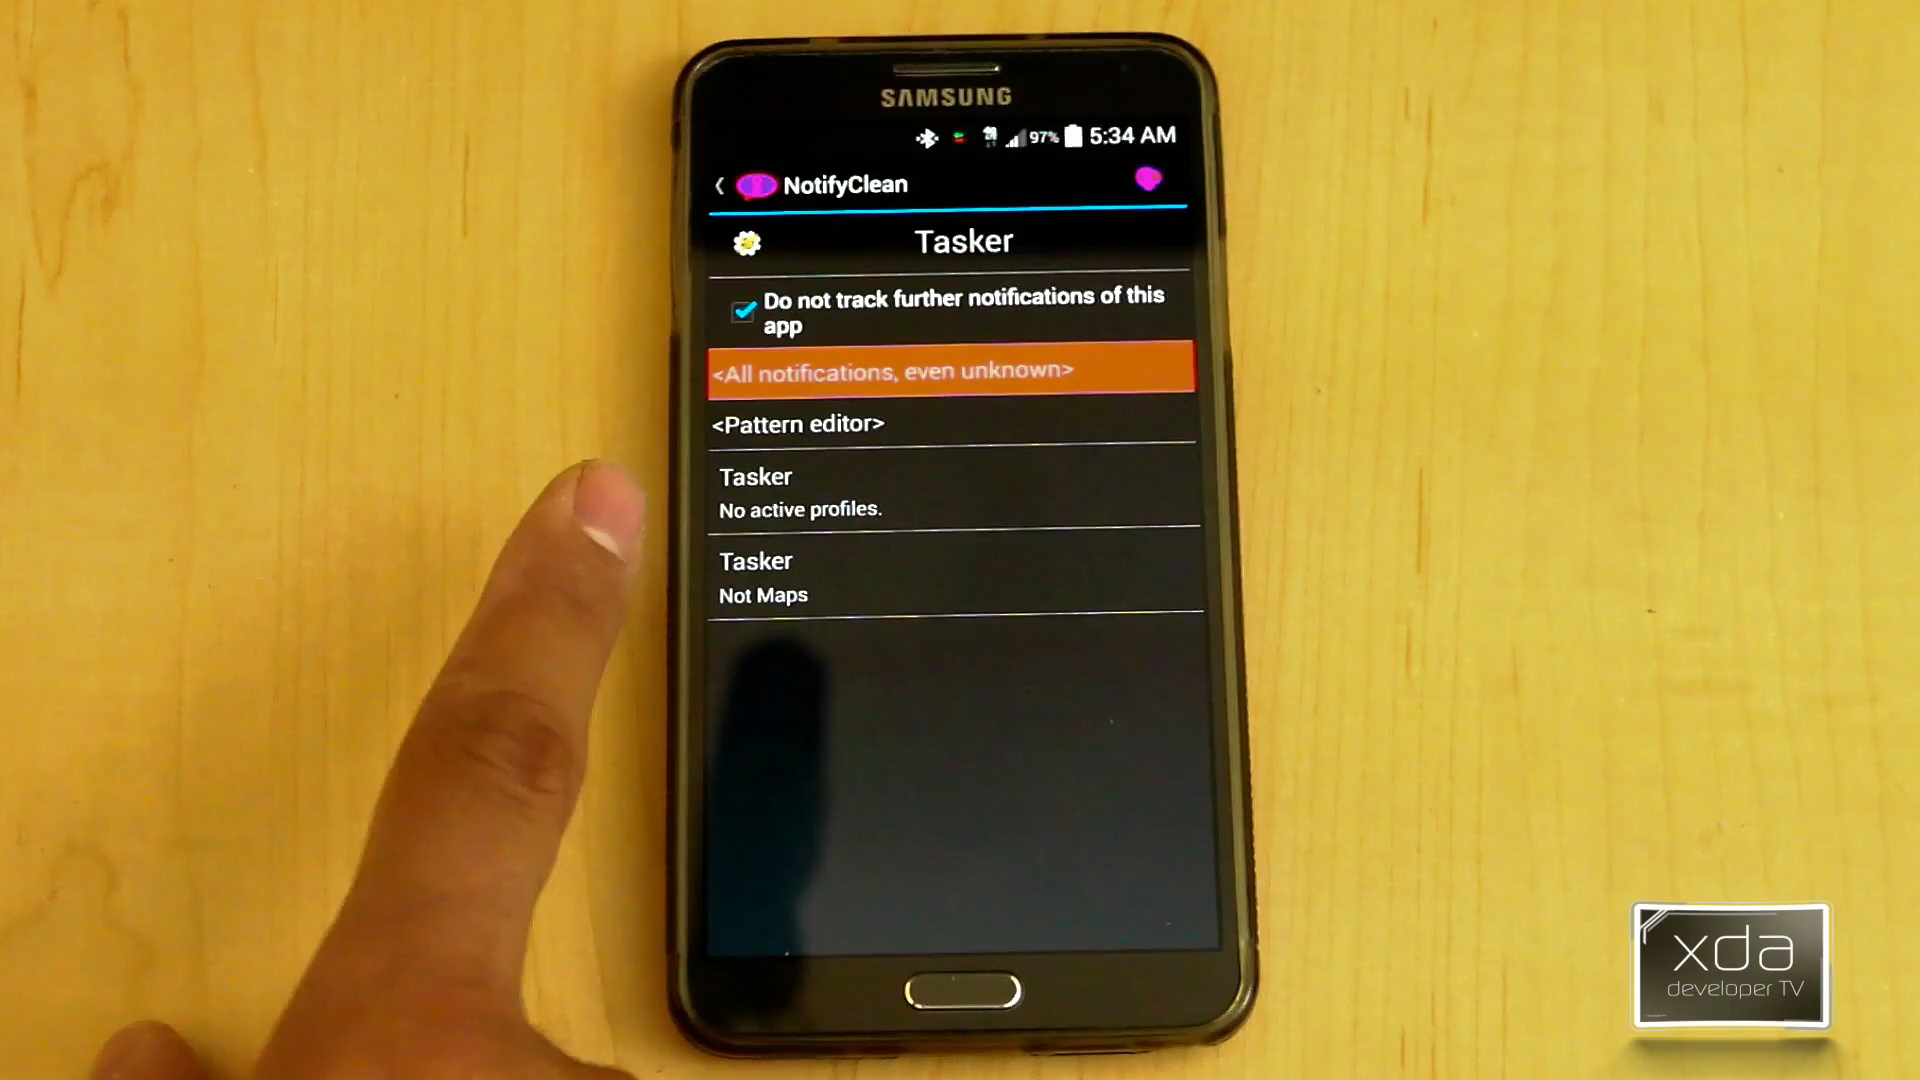 SAMSUNG
97% 5:34 AM
NotifyClean
Tasker
Do not track further notifications of this
app
<All notifications, even unknown>
<Pattern editor>
Tasker
No active profiles.
Tasker
Not Maps
xda
developer TV